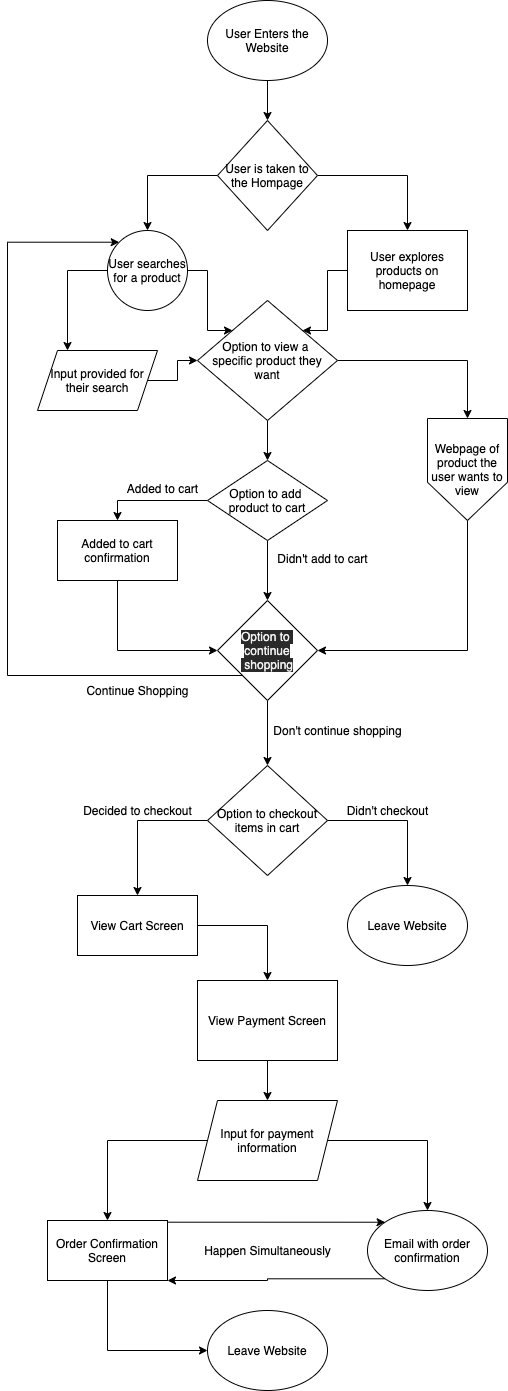 User Enters the
Website
User is taken to
the Hompage
User searches
for a product
User explores
products on
homepage
Input provided for
their search
Option to view a
specific product they
want
Webpage of
product the
user wants to
view
Added to cart
Option to add
product to cart
Added to cart
confirmation
Didn't add to cart
Option to
continue
shopping
Continue Shopping
Don't continue shopping
Decided to checkout
Option to checkout
items in cart
Didn't checkout
View Cart Screen
Leave Website
View Payment Screen
Input for payment
information
Order Confirmation
Screen
Happen Simultaneously
Email with order
confirmation
Leave Website